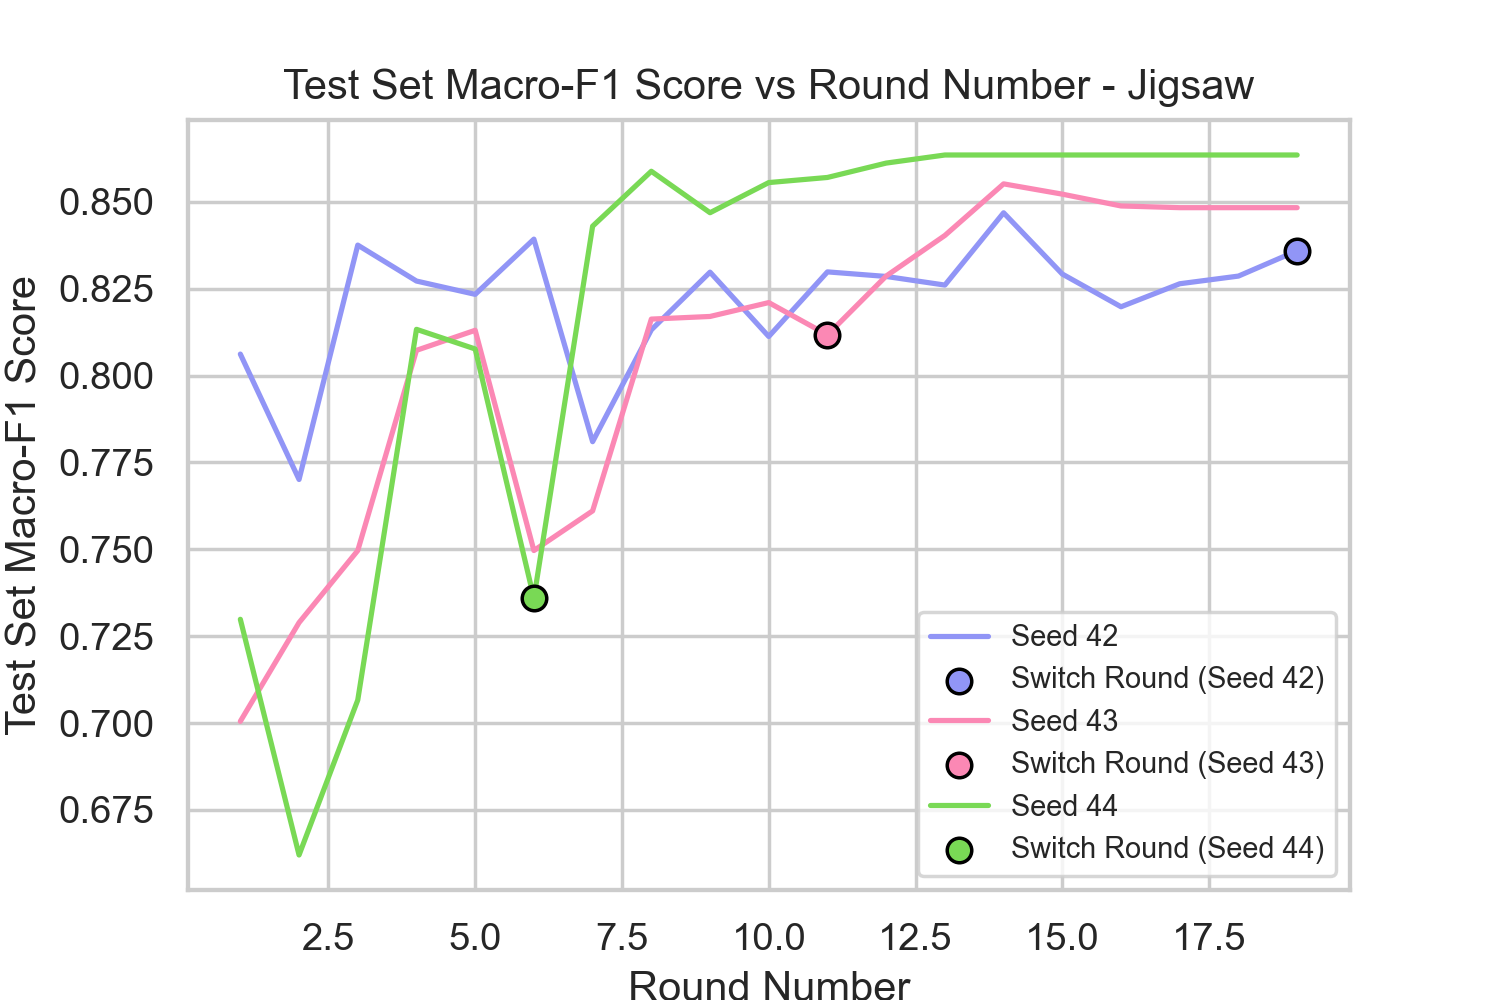 Test Set Macro-F1 Score vs Round Number - Jigsaw
Test Set Macro-F1 Score
0.850
0.825
0.800
0.775
0.750
0.725
0.700
0.675
Seed 42
Switch Round (Seed 42)
Seed 43
Switch Round (Seed 43)
Seed 44
Switch Round (Seed 44)
2.5 5.0 7.5 10.0 12.5 15.0 17.5
Round Number